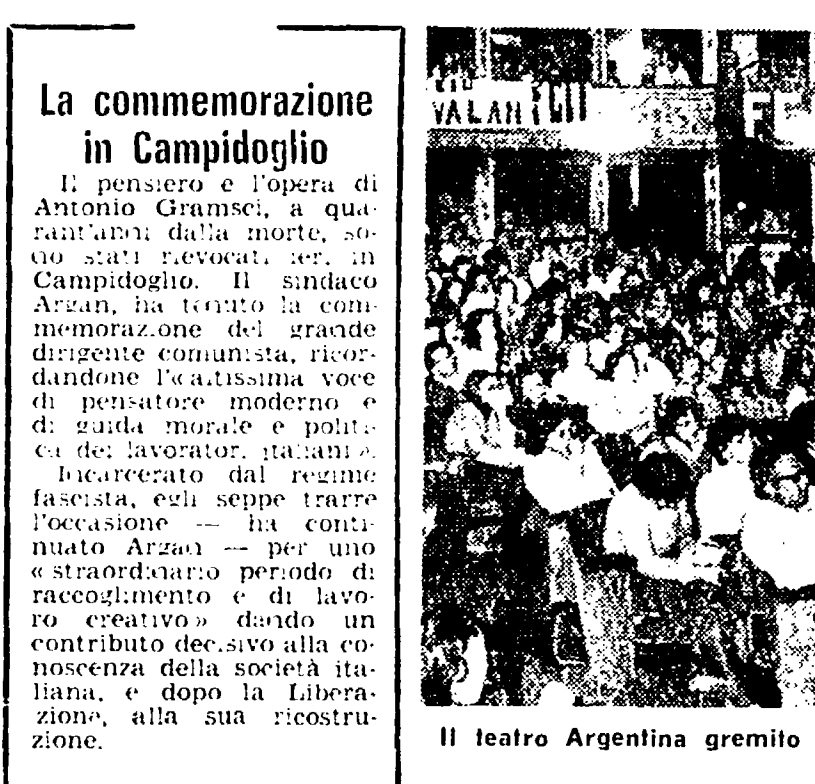 La commemorazione
in Campidoglio
Il pensiero e l'opera di
Antonio Gramsci, a qua-
rant'anni dalla morte, so-
no stati rievocati ieri in
Campidoglio. Il sindaco
Argan, ha tenuto la com-
memorazione del grande
dirigente comunista, ricor-
dandone l'«altissima voce
di pensatore moderno e
di guida morale e politi-
ca dei lavoratori italiani».
Incarcerato dal regime
fascista, egli seppe trarre
l'occasione — ha conti-
nuato Argan — per uno
« straordinario periodo di
raccoglimento e di lavo-
ro creativo» dando un
contributo decisivo alla co-
noscenza della società ita-
liana, e dopo la Libera-
zione, alla sua ricostru-
zione.
Il teatro Argentina gremito